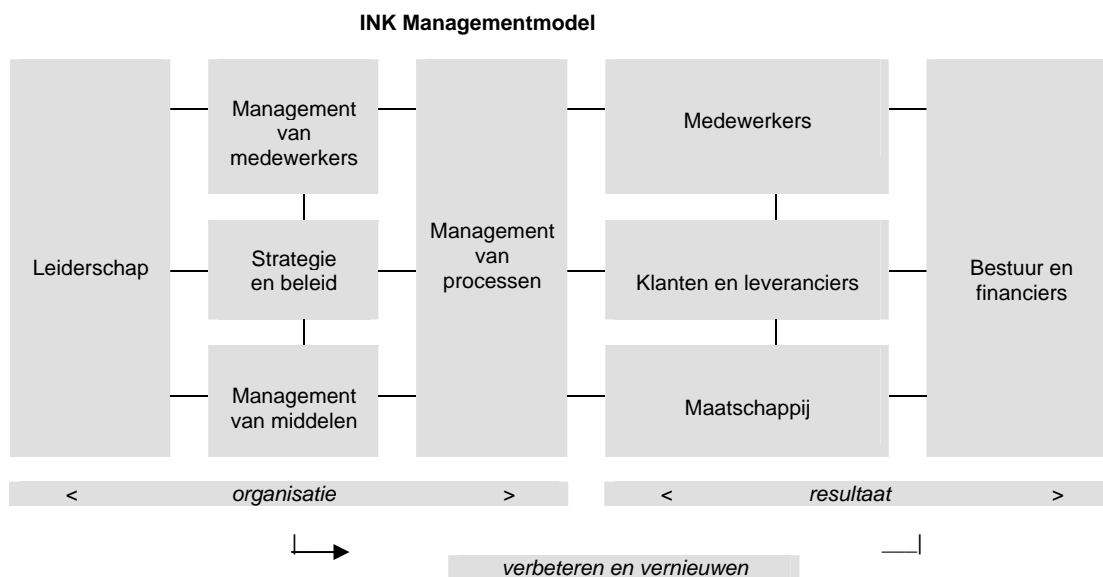 INK Managementmodel
Leiderschap
Management
van
medewerkers
Strategie
en beleid
Management
van middelen
Management
van
processen
Medewerkers
Klanten en leveranciers
Maatschappij
Bestuur en
financiers
< organisatie >
< resultaat >
verbeteren en vernieuwen